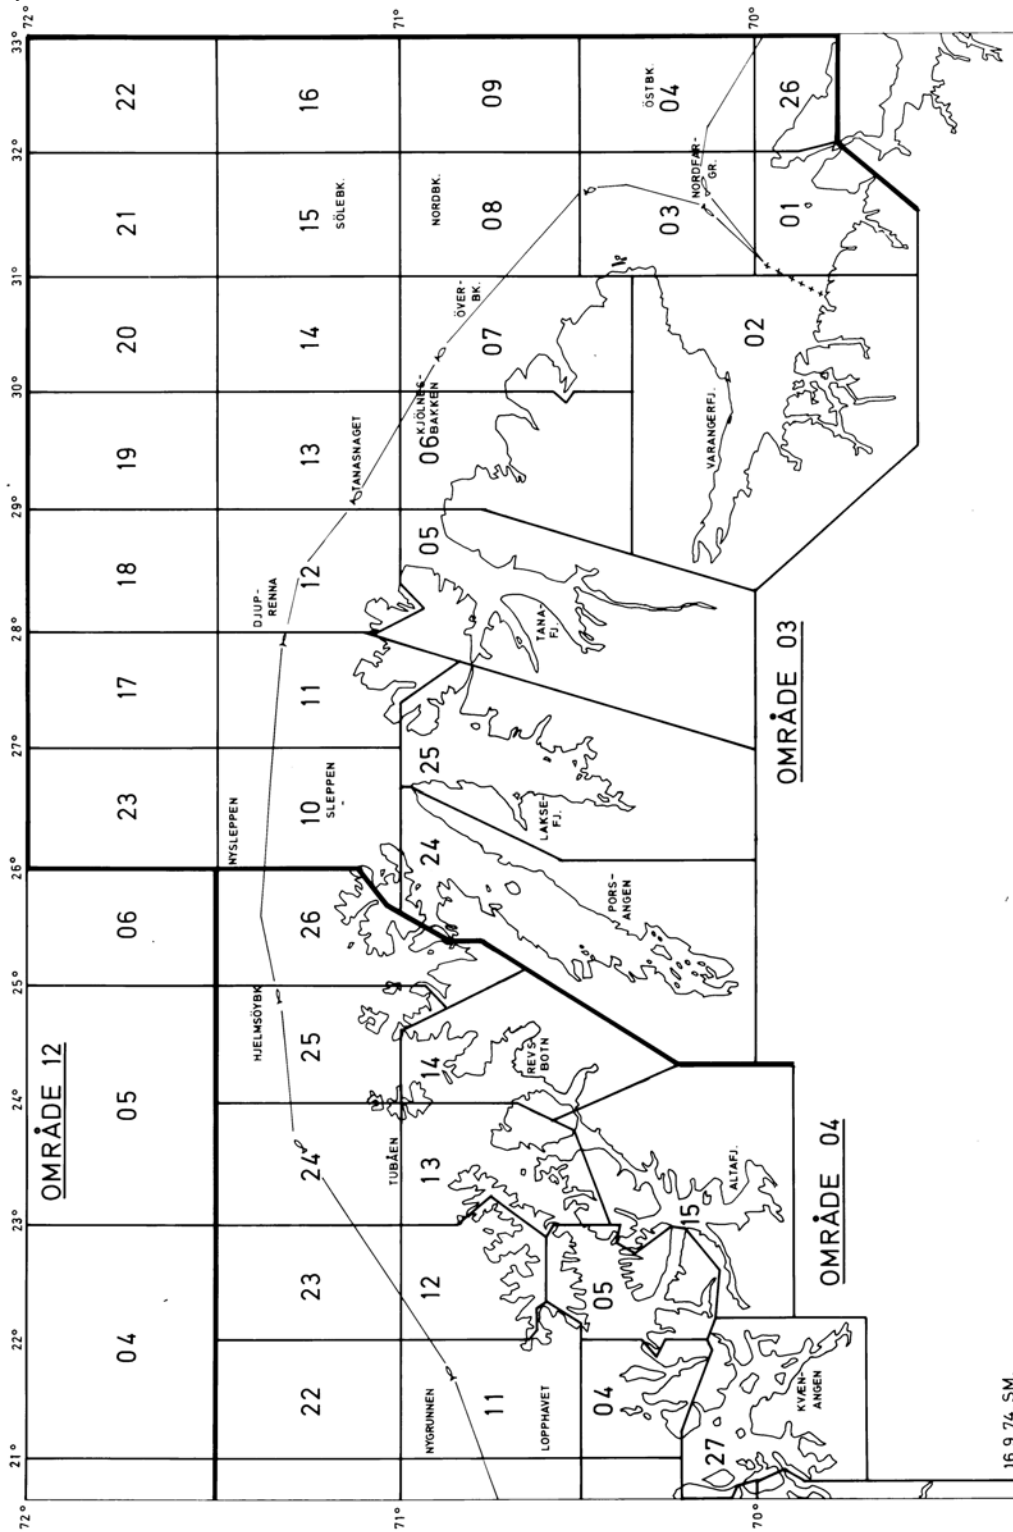 21° 22° 23° 24° 25° 26° 27° 28° 29° 30° 31° 32° 33°
72° 72°
OMRÅDE 12
04 05 06 23 17 18 19 20 21 22
NYSLEPPEN
DJUP-
RENNA
HJELMSÖYBK
TANASNAGET
22 23 24 25 26 10 11 12 13 14 15 16
SLEPPEN
SÖLEBK.
71° 71°
TUBÅEN
NYGRUNNEN
KJÖLNES-
BAKKEN
ÖVER-
BK.
NORDBK.
12 13 14 24 25 05 06
11 07 08 09
LOPPHAVET
REVS-
BOTN
LAKSE-
FJ.
TANA-
FJ.
04 05
PORS-
ANGEN
03 04
ÖSTBK.
NORDFAR-
GR.
15
ALTAFJ.
VARANGERFJ.
27
70° 70°
02 01 26
KVÆN-
ANGEN
OMRÅDE 03
OMRÅDE 04
16.9.74 SM.